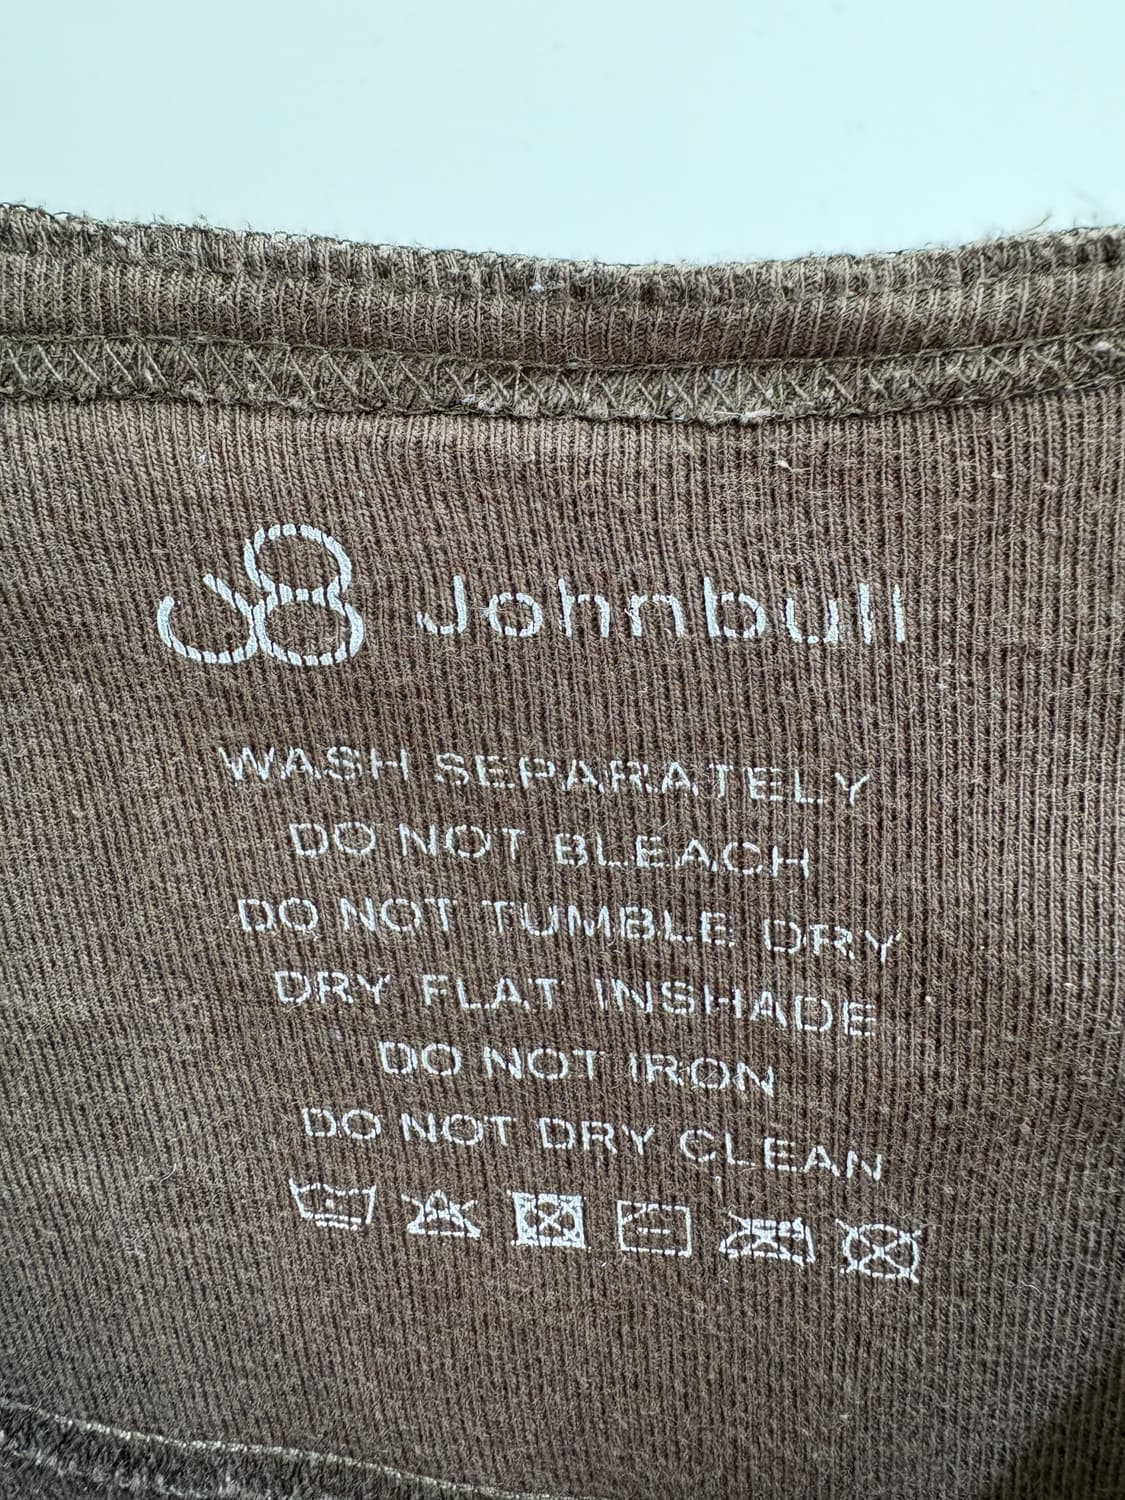 Johnbull
WASH SEPARATELY
DO NOT BLEACH
DO NOT TUMBLE DRY
DRY FLAT INSHADE
DO NOT IRON
DO NOT DRY CLEAN